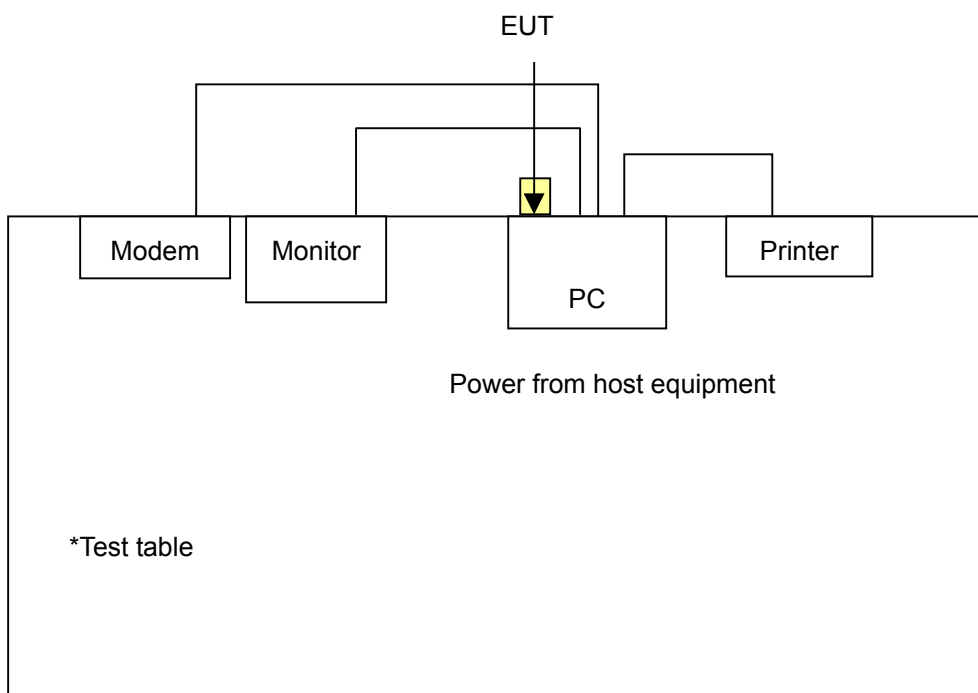 EUT
Modem
Monitor
Printer
PC
Power from host equipment
*Test table